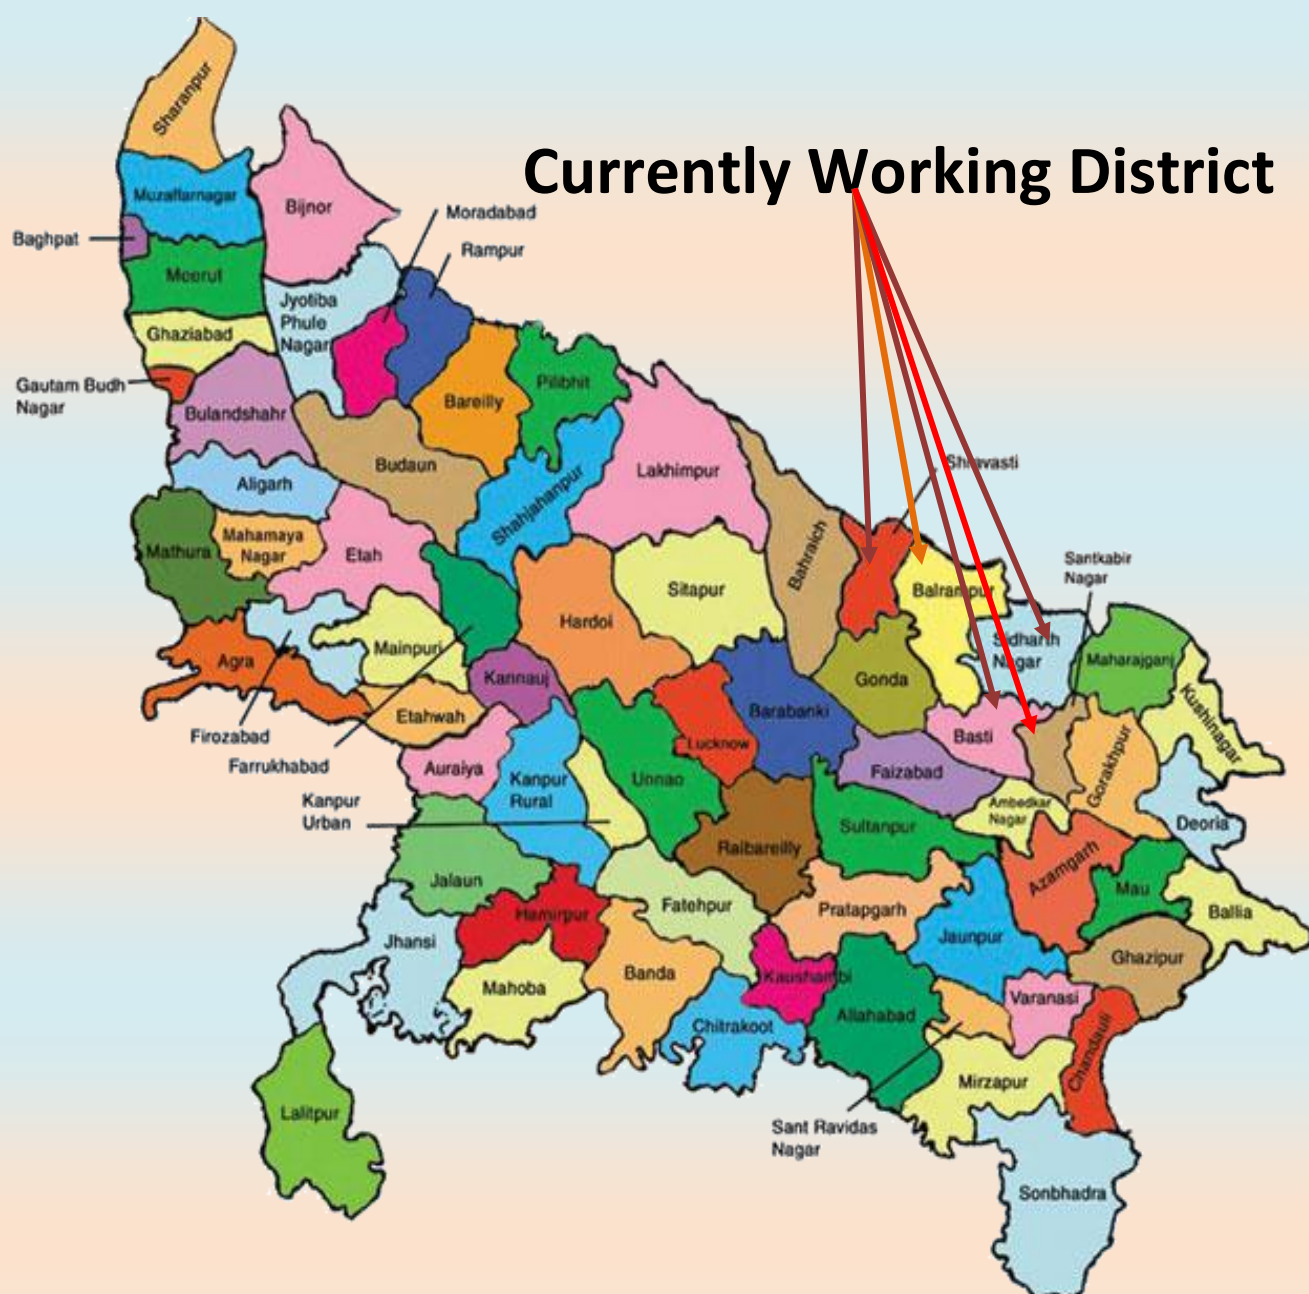 Currently Working District
Sharanpur
Muzaffarnagar
Bijnor
Moradabad
Baghpat
Rampur
Meerut
Jyotiba
Phule
Nagar
Ghaziabad
Gautam Budh
Nagar
Bulandshahr
Bareilly
Pilibhit
Budaun
Lakhimpur
Shravasti
Aligarh
Shahjahanpur
Mathura
Mahamaya
Nagar
Etah
Bahraich
Santkabir
Nagar
Hardoi
Sitapur
Balrampur
Agra
Mainpuri
Sidharth
Nagar
Maharajganj
Kannauj
Gonda
Kushinagar
Firozabad
Etahwah
Barabanki
Basti
Farrukhabad
Auraiya
Lucknow
Faizabad
Gorakhpur
Kanpur
Rural
Unnao
Kanpur
Urban
Ambedkar
Nagar
Deoria
Sultanpur
Raibareilly
Azamgarh
Jalaun
Mau
Hamirpur
Fatehpur
Pratapgarh
Ballia
Jhansi
Jaunpur
Ghazipur
Mahoba
Banda
Kaushambi
Varanasi
Chitrakoot
Allahabad
Chandauli
Mirzapur
Lalitpur
Sant Ravidas
Nagar
Sonbhadra